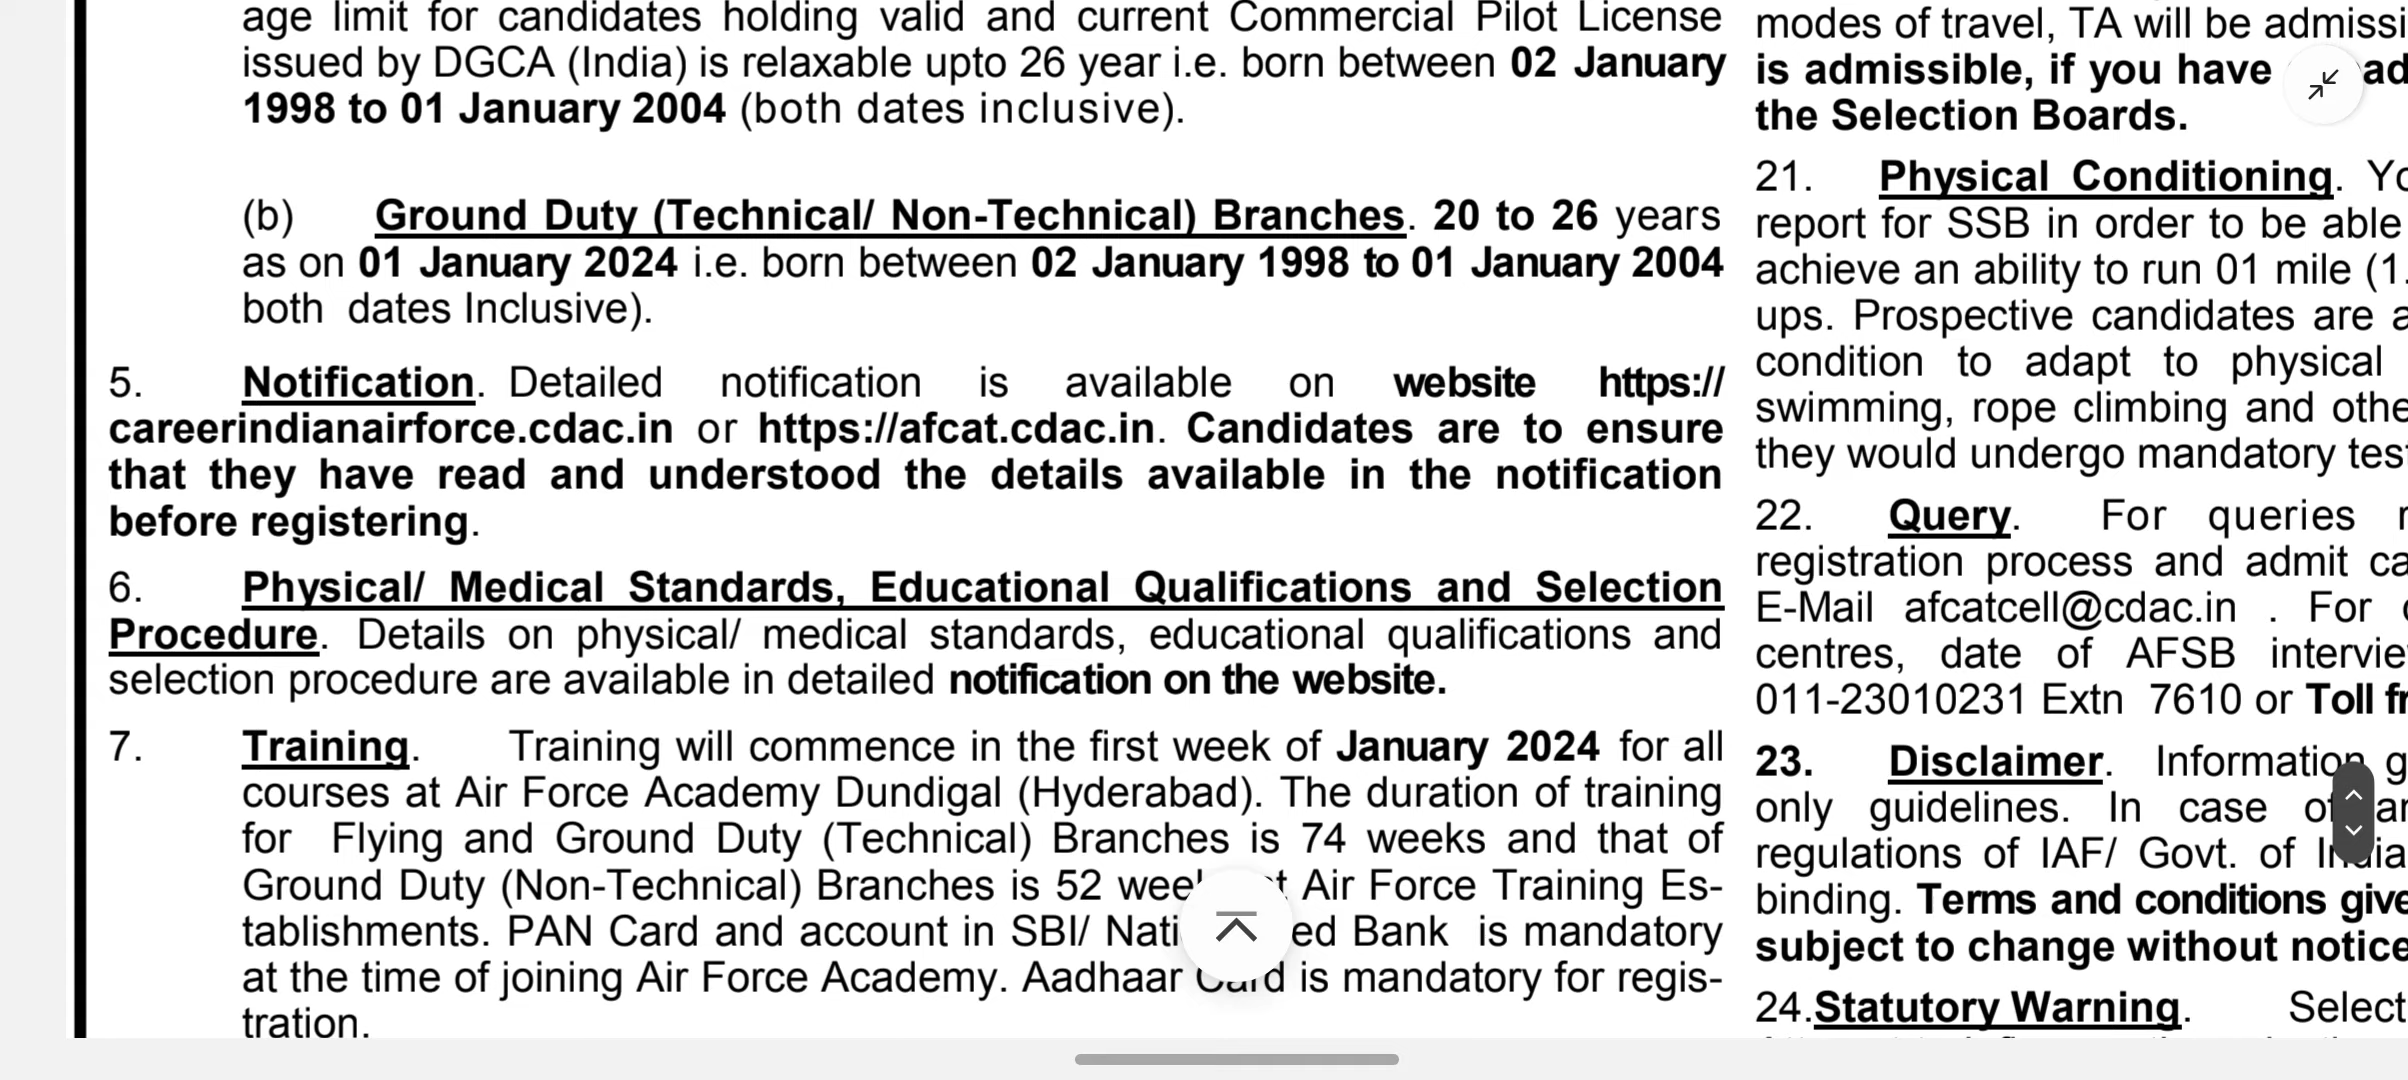 age limit for candidates holding valid and current Commercial Pilot License
issued by DGCA (India) is relaxable upto 26 year i.e. born between 02 January
1998 to 01 January 2004 (both dates inclusive).
(b) Ground Duty (Technical/ Non-Technical) Branches. 20 to 26 years
as on 01 January 2024 i.e. born between 02 January 1998 to 01 January 2004
both dates Inclusive).
5. Notification. Detailed notification is available on website https://
careerindianairforce.cdac.in or https://afcat.cdac.in. Candidates are to ensure
that they have read and understood the details available in the notification
before registering.
6. Physical/ Medical Standards, Educational Qualifications and Selection
Procedure. Details on physical/ medical standards, educational qualifications and
selection procedure are available in detailed notification on the website.
7. Training. Training will commence in the first week of January 2024 for all
courses at Air Force Academy Dundigal (Hyderabad). The duration of training
for Flying and Ground Duty (Technical) Branches is 74 weeks and that of
Ground Duty (Non-Technical) Branches is 52 Air Force Training Es-
tablishments. PAN Card and account in SBI/ Bank is mandatory
at the time of joining Air Force Academy. Aadhaar Card is mandatory for regis-
tration.
modes of travel, TA will be
is admissible, if you have
the Selection Boards.
21. Physical Conditioning.
report for SSB in order to be able
achieve an ability to run 01 mile (1.
ups. Prospective candidates are
condition to adapt to physical
swimming, rope climbing and
they would undergo mandatory
22. Query. For queries
registration process and admit
E-Mail afcatcell@cdac.in . For
centres, date of AFSB
011-23010231 Extn 7610 or Toll
23. Disclaimer. Information
only guidelines. In case of
regulations of IAF/ Govt. of
binding. Terms and conditions
subject to change without notice
24.Statutory Warning.